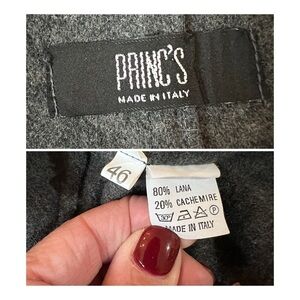 PRINC'S
MADE IN ITALY
46
80% LANA
20% CACHEMIRE
MADE IN ITALY